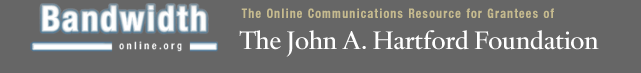 Bandwidth
online.org
The Online Communications Resource for Grantees of
The John A. Hartford Foundation